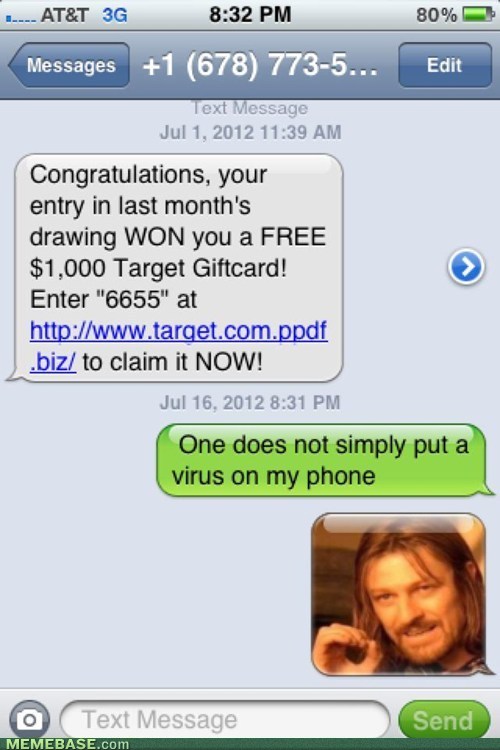 AT&T 3G 8:32 PM 80%
Messages +1 (678) 773-5... Edit
Text Message
Jul 1, 2012 11:39 AM
Congratulations, your
entry in last month's
drawing WON you a FREE
$1,000 Target Giftcard!
Enter "6655" at
http://www.target.com.ppdf
.biz/ to claim it NOW!
Jul 16, 2012 8:31 PM
One does not simply put a
virus on my phone
Text Message Send
MEMEBASE.com